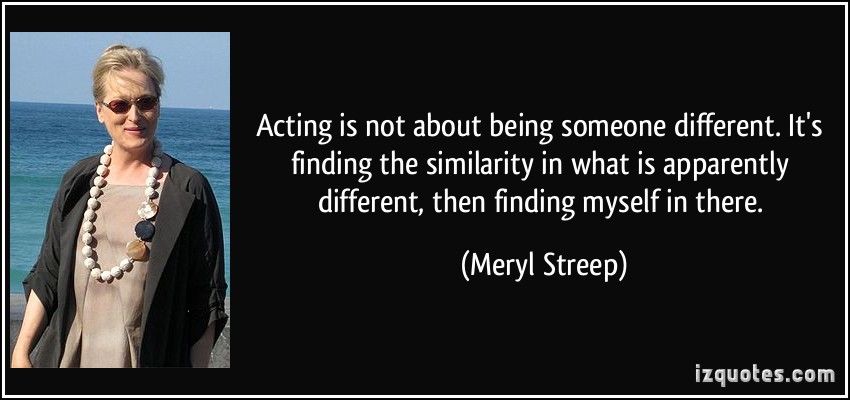 Acting is not about being someone different. It's
finding the similarity in what is apparently
different, then finding myself in there.
(Meryl Streep)
izquotes.com